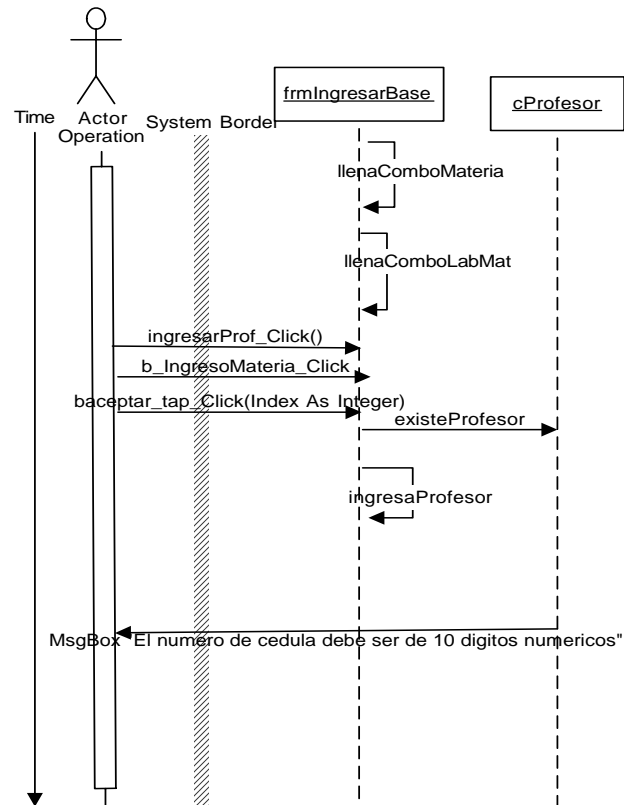 frmIngresarBase
cProfesor
Time
Actor
Operation
System Border
llenaComboMateria
llenaComboLabMat
ingresarProf_Click()
b_IngresoMateria_Click
baceptar_tap_Click(Index As Integer)
existeProfesor
ingresaProfesor
MsgBox "El numero de cedula debe ser de 10 digitos numericos"